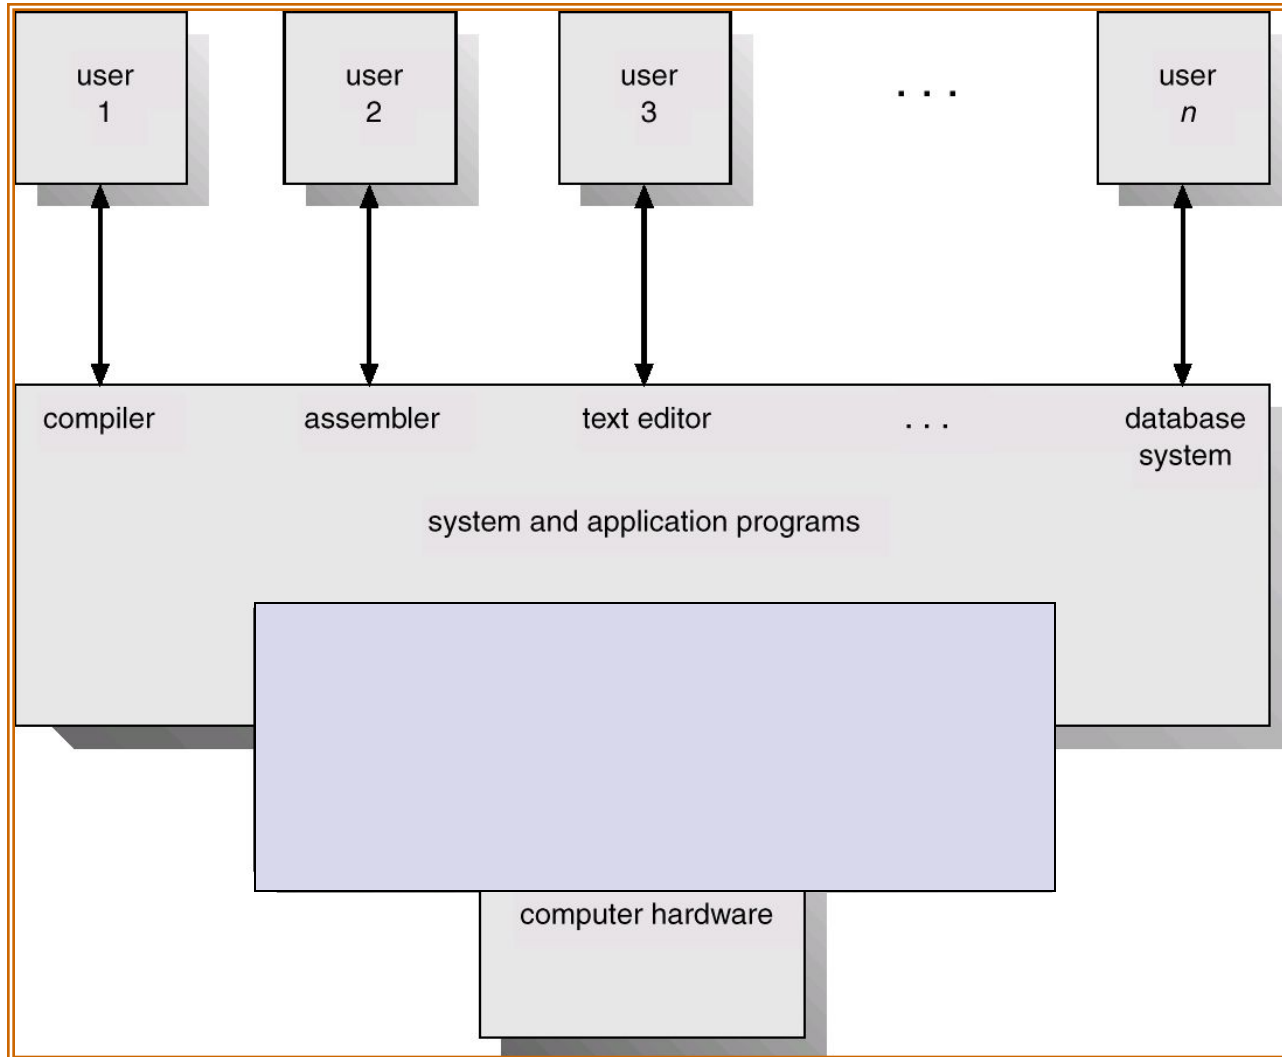 user
1
user
2
user
3
. . .
user
n
compiler
assembler
text editor
. . .
database
system
system and application programs
computer hardware